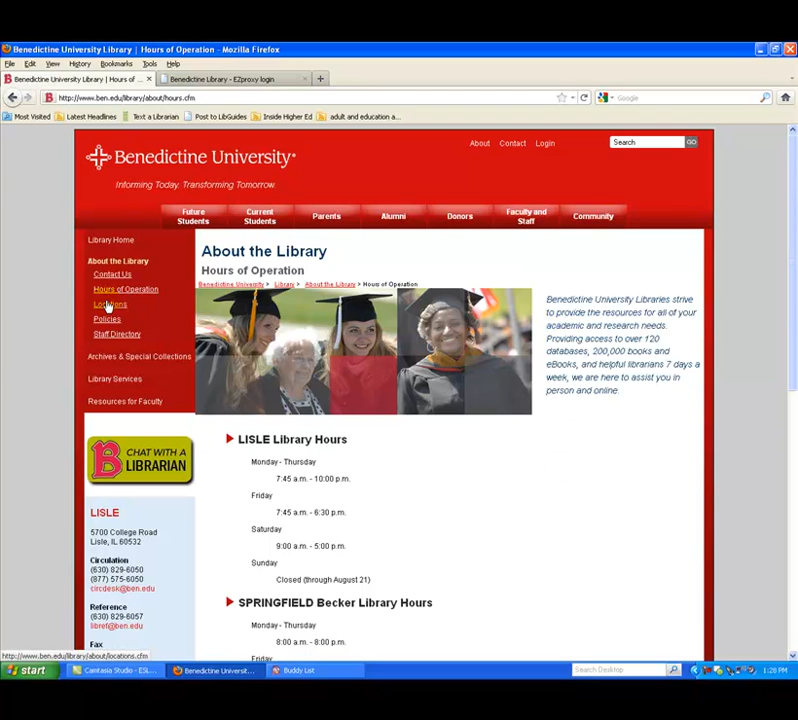 Benedictine University Library | Hours of Operation - Mozilla Firefox
File Edit View History Bookmarks Tools Help
Benedictine University Library | Hours of ... × Benedictine Library - EZproxy login × +
http://www.ben.edu/library/about/hours.cfm Google
Most Visited Latest Headlines Text a Librarian Post to LibGuides Inside Higher Ed adult and education a...
About Contact Login Search GO
Benedictine University®
Informing Today. Transforming Tomorrow.
Future Students Current Students Parents Alumni Donors Faculty and Staff Community
Library Home
About the Library
Contact Us
Hours of Operation
Locations
Policies
Staff Directory
Archives & Special Collections
Library Services
Resources for Faculty
CHAT WITH A
LIBRARIAN
LISLE
5700 College Road
Lisle, IL 60532
Circulation
(630) 829-6050
(877) 575-6050
circdesk@ben.edu
Reference
(630) 829-6057
libref@ben.edu
Fax
About the Library
Hours of Operation
Benedictine University > Library > About the Library > Hours of Operation
Benedictine University Libraries strive
to provide the resources for all of your
academic and research needs.
Providing access to over 120
databases, 200,000 books and
eBooks, and helpful librarians 7 days a
week, we are here to assist you in
person and online.
LISLE Library Hours
Monday - Thursday
7:45 a.m. - 10:00 p.m.
Friday
7:45 a.m. - 6:30 p.m.
Saturday
9:00 a.m. - 5:00 p.m.
Sunday
Closed (through August 21)
SPRINGFIELD Becker Library Hours
Monday - Thursday
8:00 a.m. - 8:00 p.m.
Friday
http://www.ben.edu/library/about/locations.cfm
start Camtasia Studio - ESL... Benedictine Universit... Buddy List Search Desktop 1:28 PM